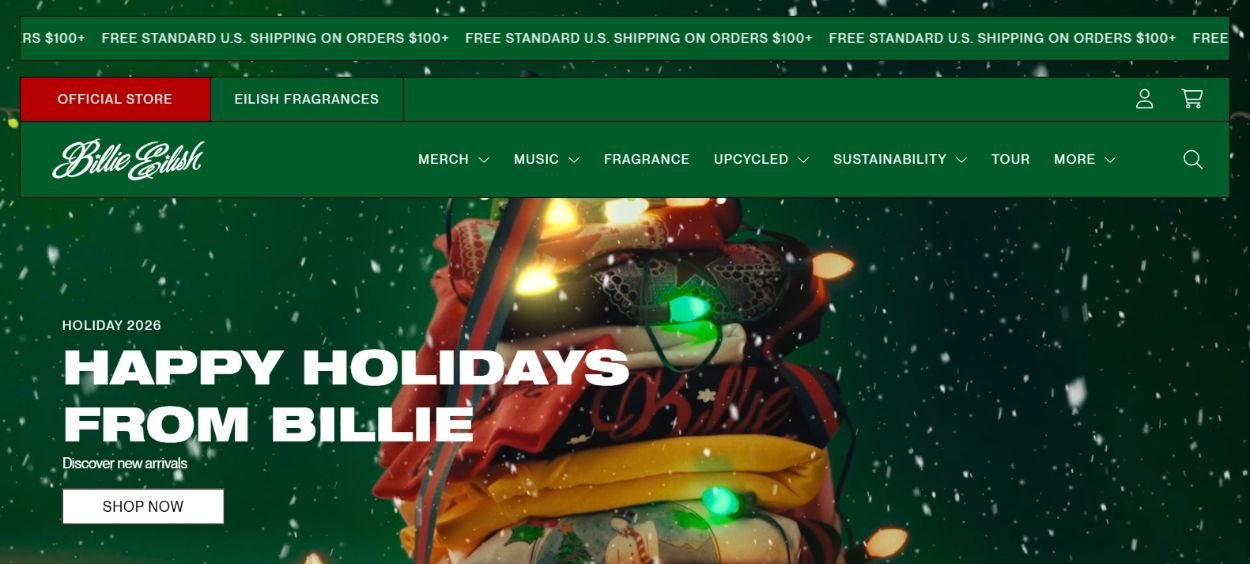 RS $100+ FREE STANDARD U.S. SHIPPING ON ORDERS $100+ FREE STANDARD U.S. SHIPPING ON ORDERS $100+ FREE STANDARD U.S. SHIPPING ON ORDERS $100+ FREE
OFFICIAL STORE EILISH FRAGRANCES
Billie Eilish MERCH MUSIC FRAGRANCE UPCYCLED SUSTAINABILITY TOUR MORE
HOLIDAY 2026
HAPPY HOLIDAYS
FROM BILLIE
Billie
Discover new arrivals
SHOP NOW